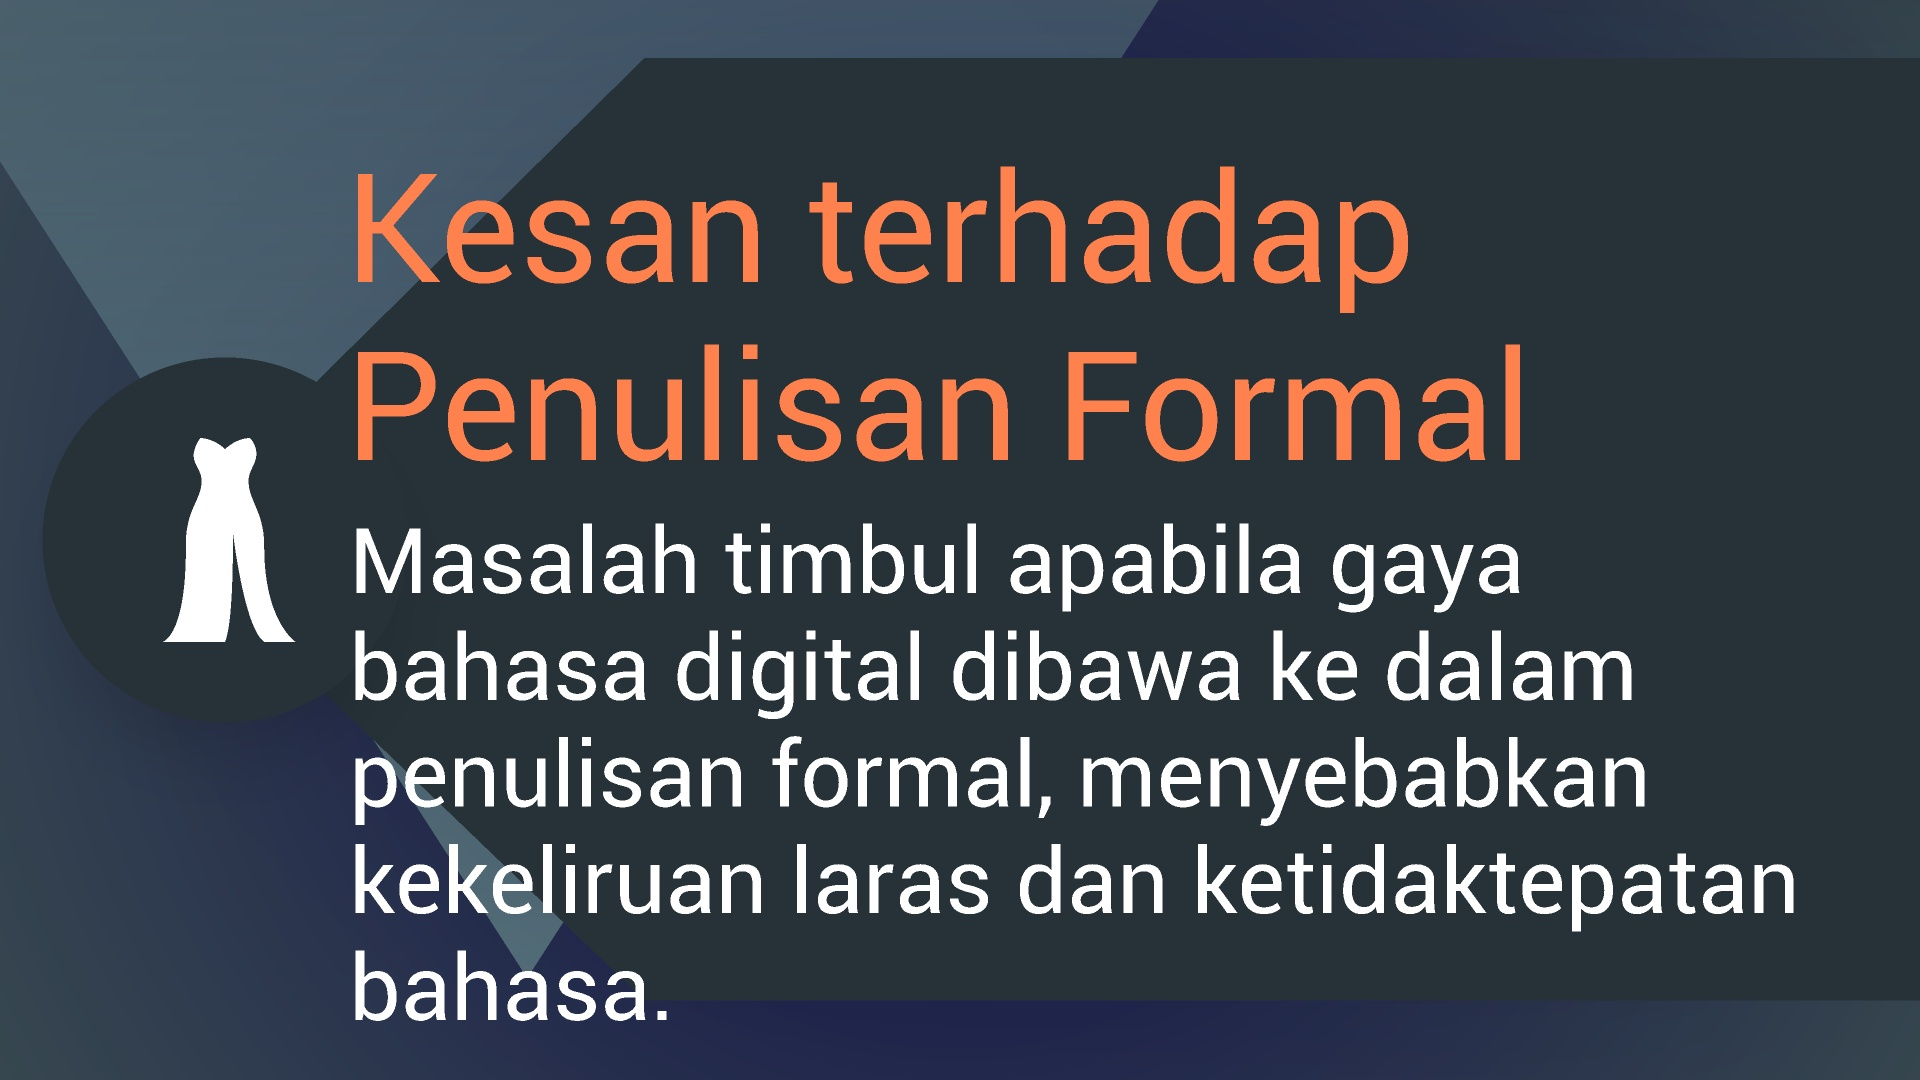 Kesan terhadap
Penulisan Formal
Masalah timbul apabila gaya
bahasa digital dibawa ke dalam
penulisan formal, menyebabkan
kekeliruan laras dan ketidaktepatan
bahasa.